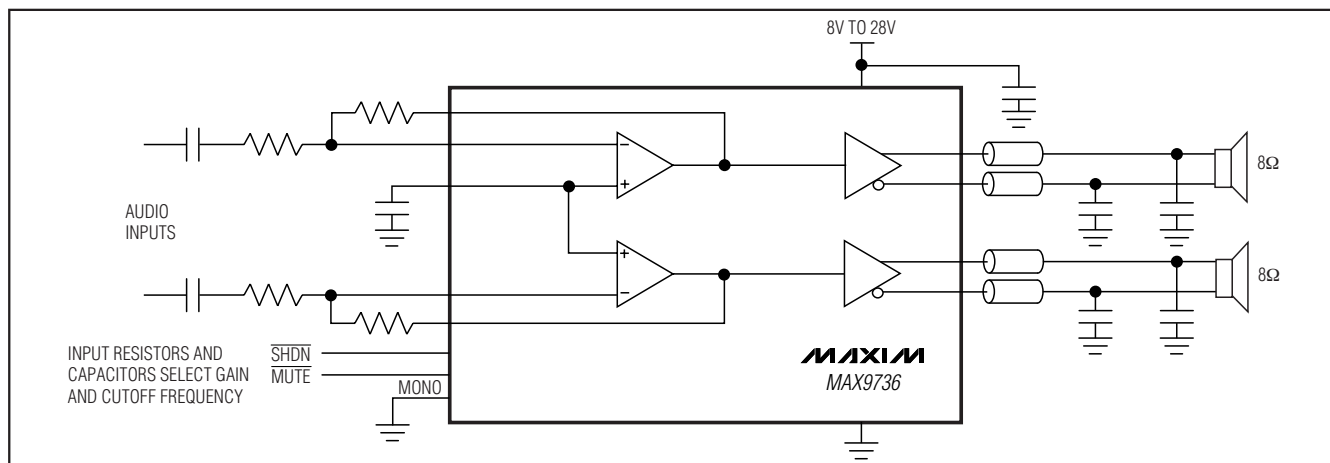 8V TO 28V
8Ω
AUDIO
INPUTS
8Ω
INPUT RESISTORS AND
CAPACITORS SELECT GAIN
AND CUTOFF FREQUENCY
SHDN
MUTE
MONO
MAXIM
MAX9736